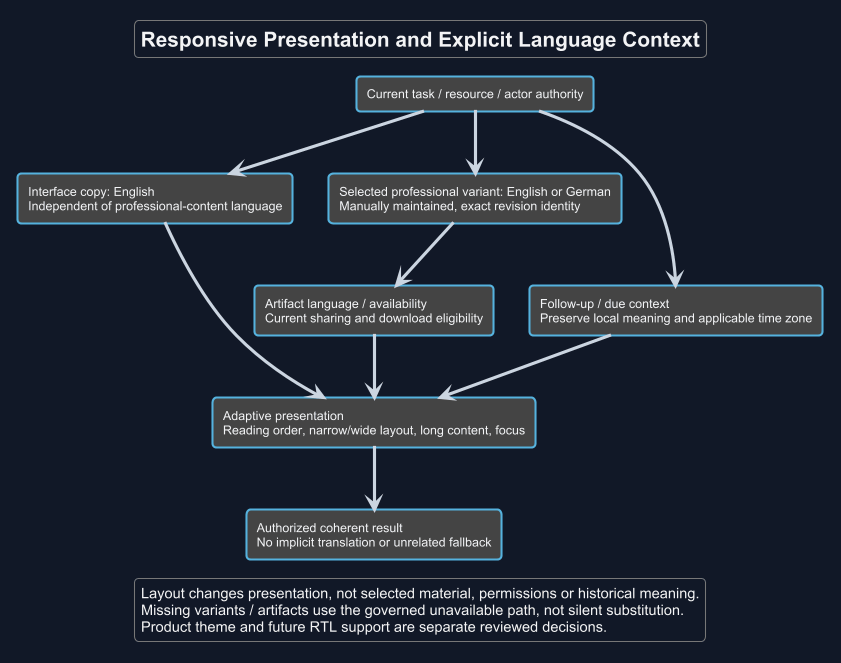 Responsive Presentation and Explicit Language Context
Current task / resource / actor authority
Interface copy: English
Independent of professional-content language
Selected professional variant: English or German
Manually maintained, exact revision identity
Artifact language / availability
Current sharing and download eligibility
Follow-up / due context
Preserve local meaning and applicable time zone
Adaptive presentation
Reading order, narrow/wide layout, long content, focus
Authorized coherent result
No implicit translation or unrelated fallback
Layout changes presentation, not selected material, permissions or historical meaning.
Missing variants / artifacts use the governed unavailable path, not silent substitution.
Product theme and future RTL support are separate reviewed decisions.